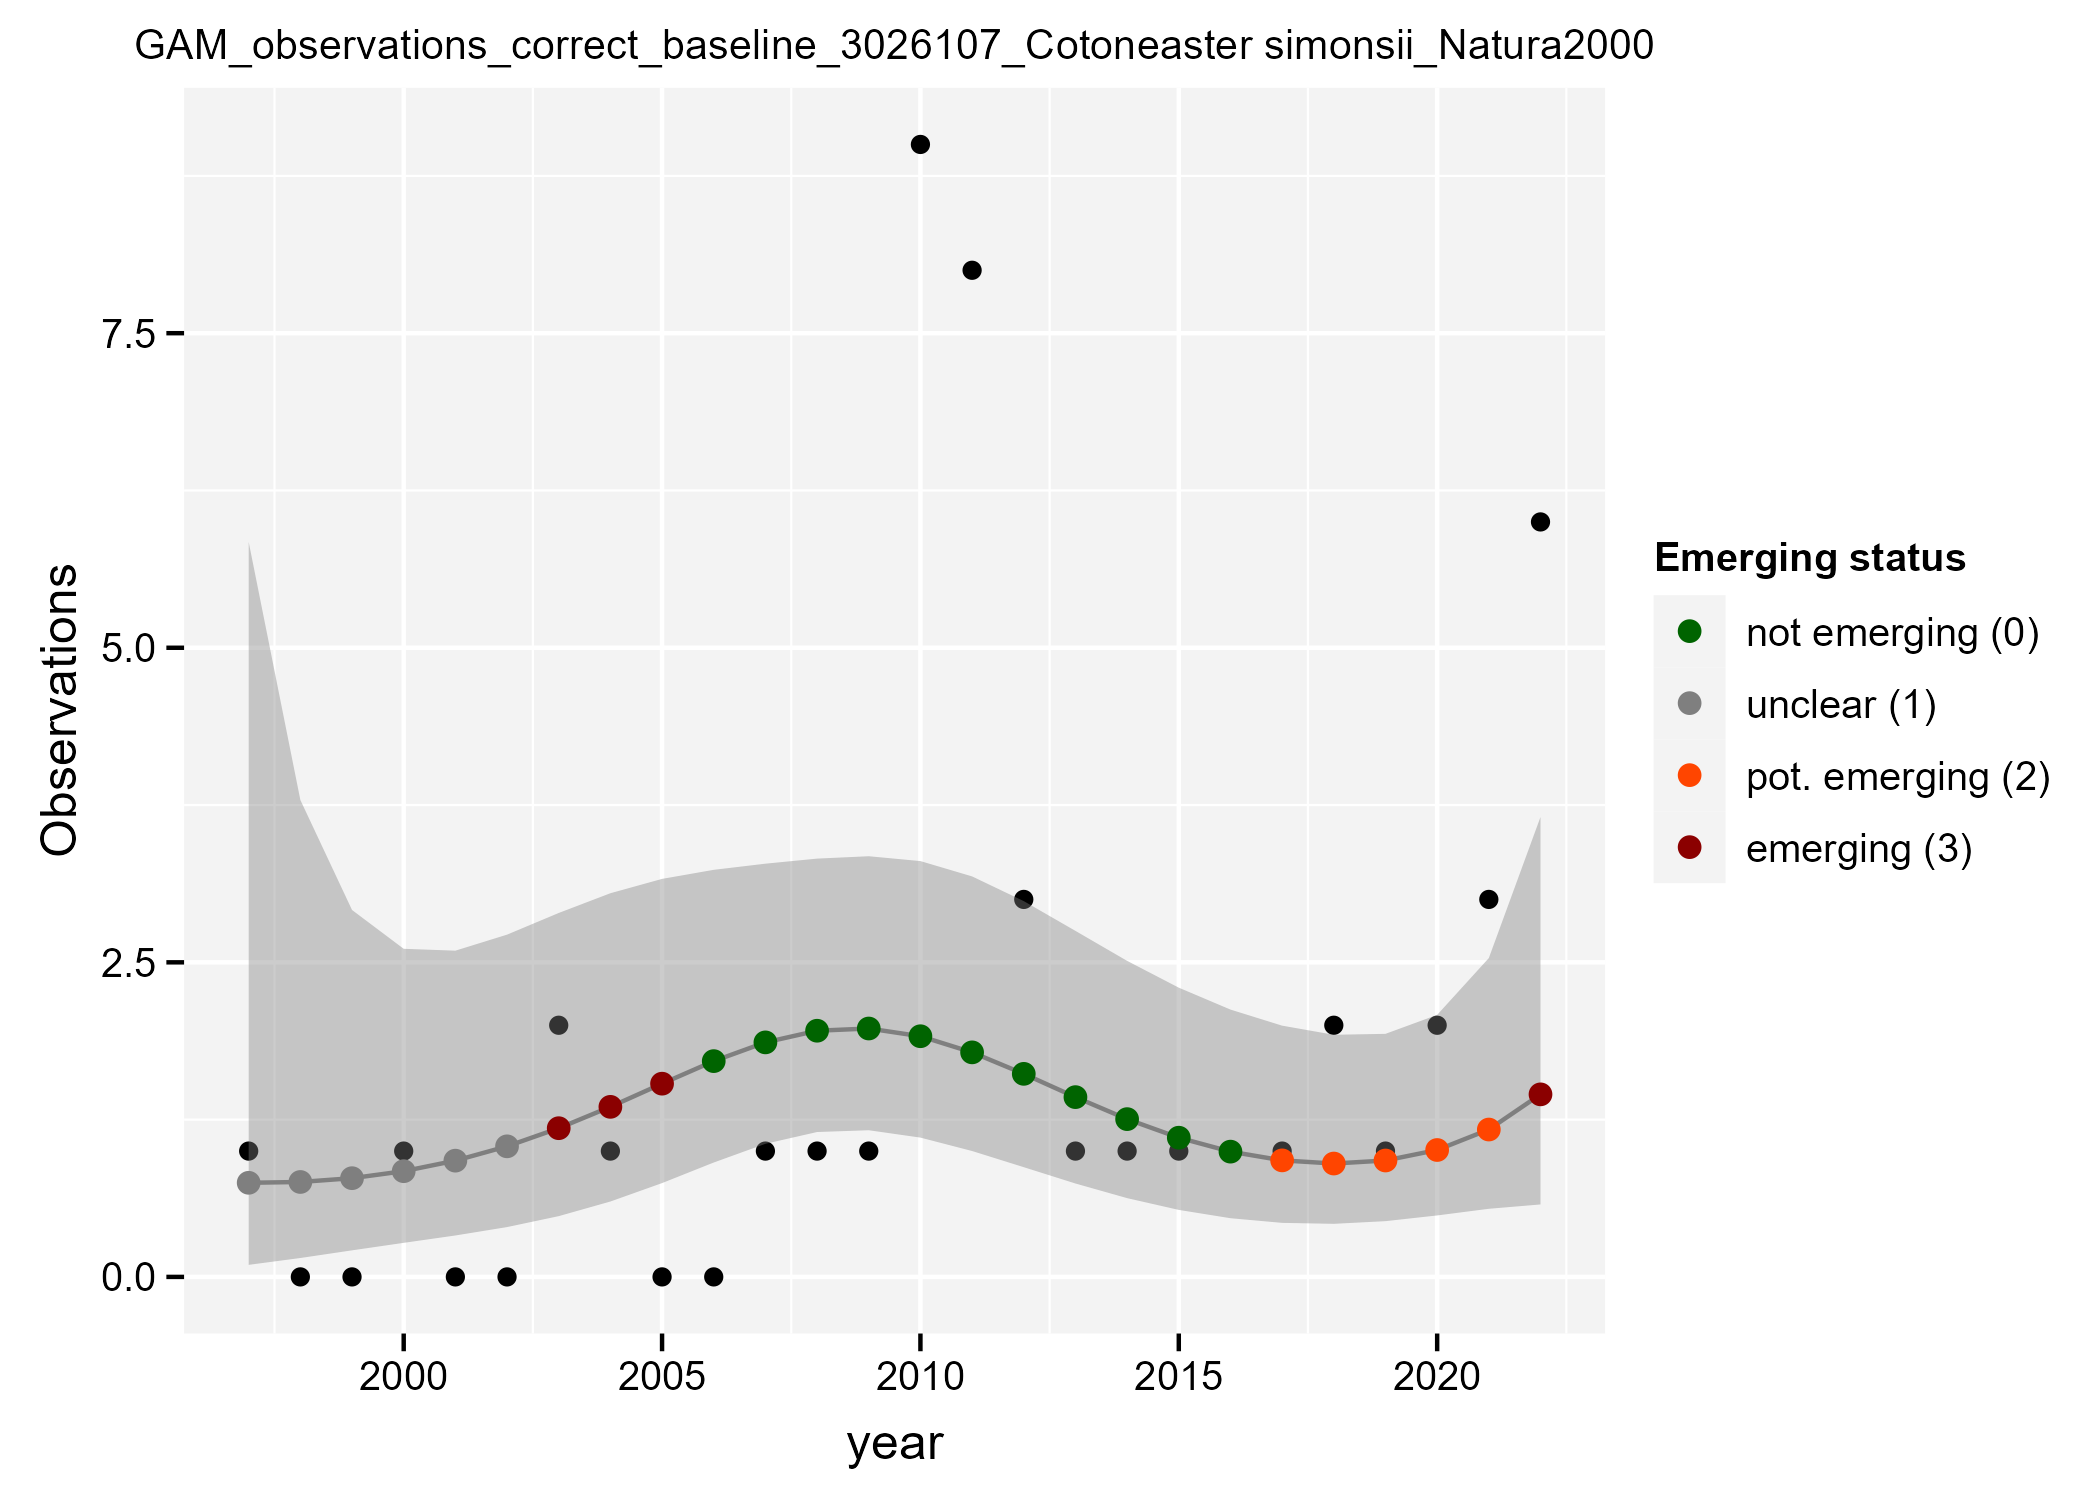 GAM_observations_correct_baseline_3026107_Cotoneaster simonsii_Natura2000
Observations
7.5
5.0
2.5
0.0
2000 2005 2010 2015 2020
year
Emerging status
not emerging (0)
unclear (1)
pot. emerging (2)
emerging (3)